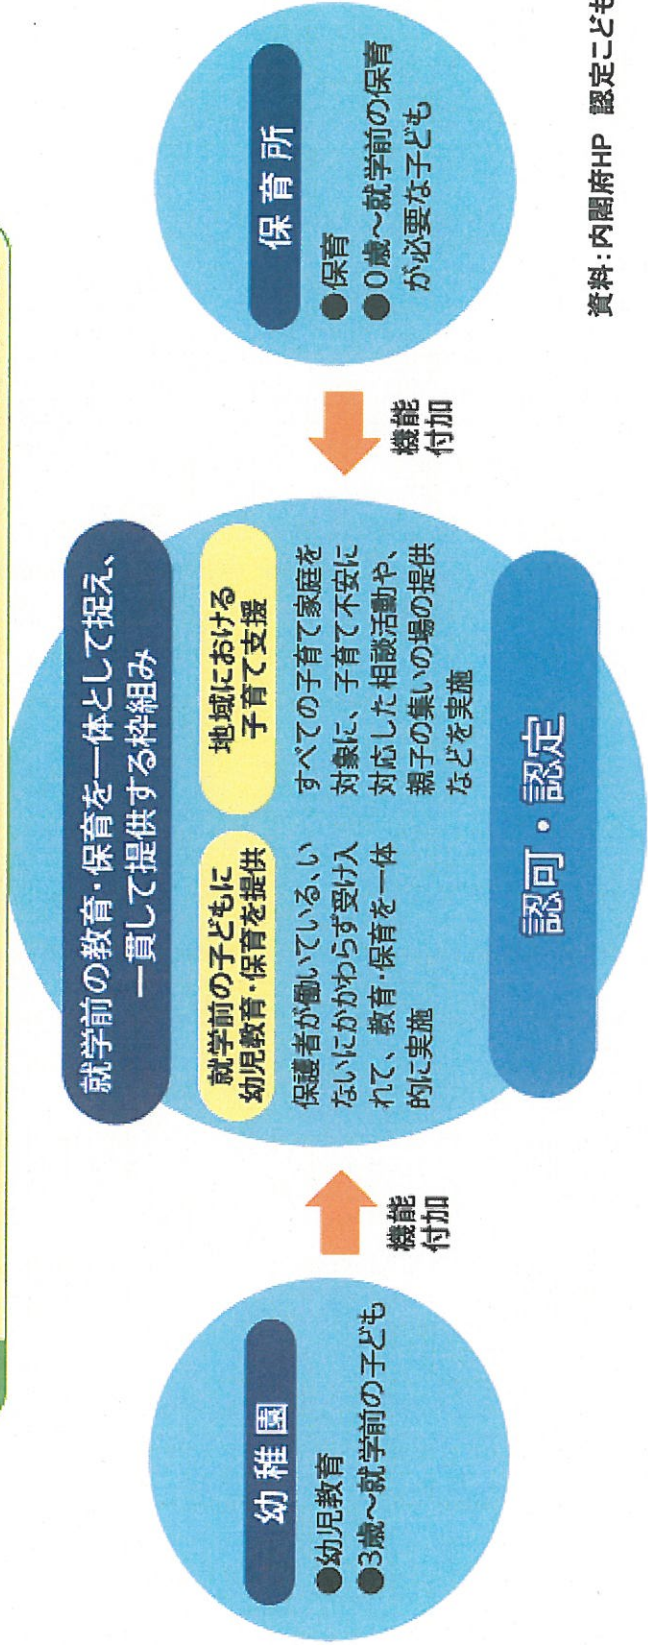 幼稚園
●幼児教育
●3歳~就学前の子ども
機能
付加
就学前の教育・保育を一体として捉え、
一貫して提供する枠組み
就学前の子どもに
幼児教育・保育を提供
保護者が働いている、い
ないにかかわらず受け入
れて、教育・保育を一体
的に実施
地域における
子育て支援
すべての子育て家庭を
対象に、子育て不安に
対応した相談活動や、
親子の集いの場の提供
などを実施
認可・認定
機能
付加
保育所
●保育
●0歳~就学前の保育
が必要な子ども
資料:内閣府HP 認定こども